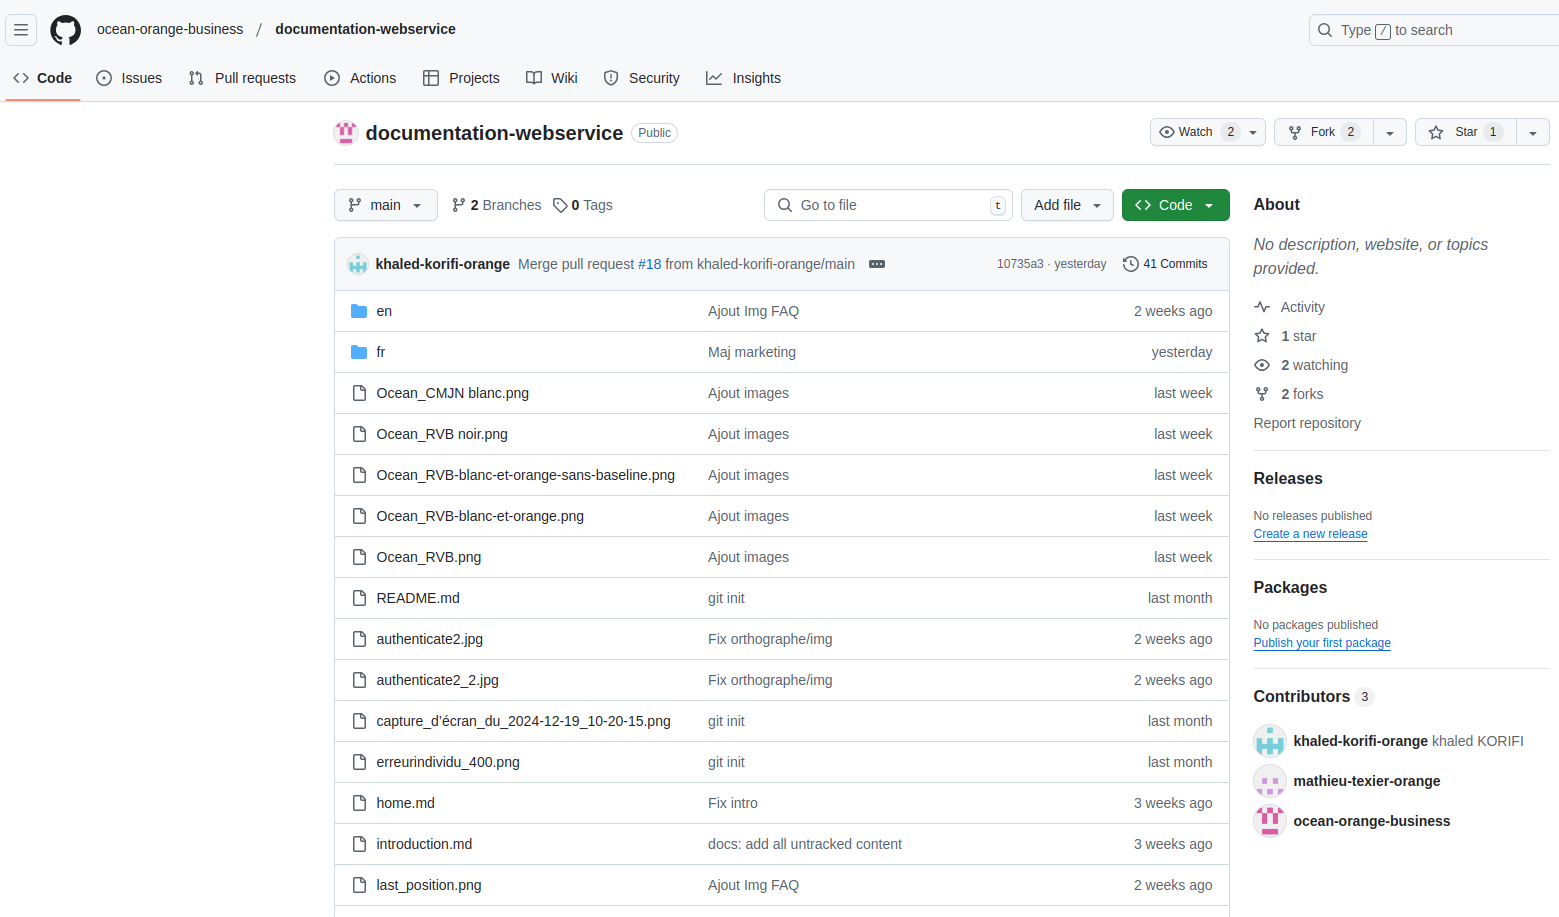 ocean-orange-business / documentation-webservice
Type / to search
Code Issues Pull requests Actions Projects Wiki Security Insights
documentation-webservice Public
Watch 2 Fork 2 Star 1
main 2 Branches 0 Tags Go to file t Add file Code
khaled-korifi-orange Merge pull request #18 from khaled-korifi-orange/main 10735a3 · yesterday 41 Commits
en Ajout Img FAQ 2 weeks ago
fr Maj marketing yesterday
Ocean_CMJN blanc.png Ajout images last week
Ocean_RVB noir.png Ajout images last week
Ocean_RVB-blanc-et-orange-sans-baseline.png Ajout images last week
Ocean_RVB-blanc-et-orange.png Ajout images last week
Ocean_RVB.png Ajout images last week
README.md git init last month
authenticate2.jpg Fix orthographe/img 2 weeks ago
authenticate2_2.jpg Fix orthographe/img 2 weeks ago
capture_d’écran_du_2024-12-19_10-20-15.png git init last month
erreurindividu_400.png git init last month
home.md Fix intro 3 weeks ago
introduction.md docs: add all untracked content 3 weeks ago
last_position.png Ajout Img FAQ 2 weeks ago
About
No description, website, or topics
provided.
Activity
1 star
2 watching
2 forks
Report repository
Releases
No releases published
Create a new release
Packages
No packages published
Publish your first package
Contributors 3
khaled-korifi-orange khaled KORIFI
mathieu-texier-orange
ocean-orange-business